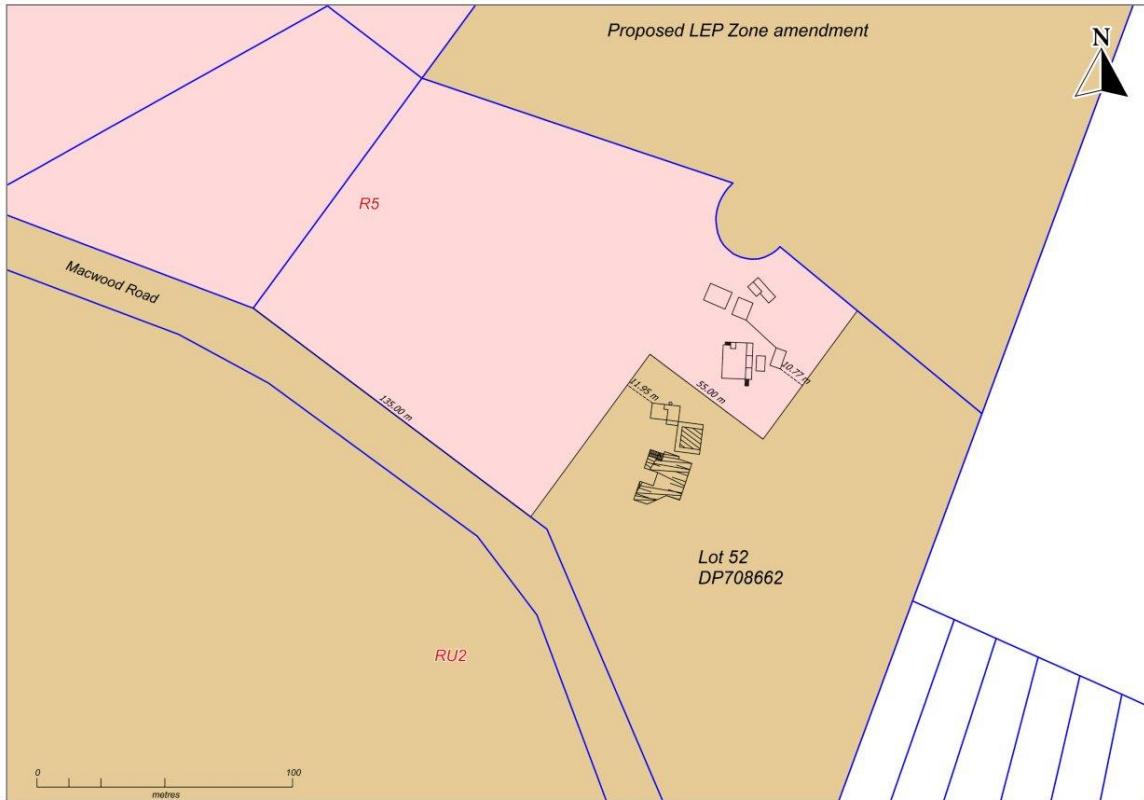 Proposed LEP Zone amendment
N
R5
Macwood Road
10.77 m
11.95 m
55.00 m
135.00 m
Lot 52
DP708662
RU2
0 100
metres